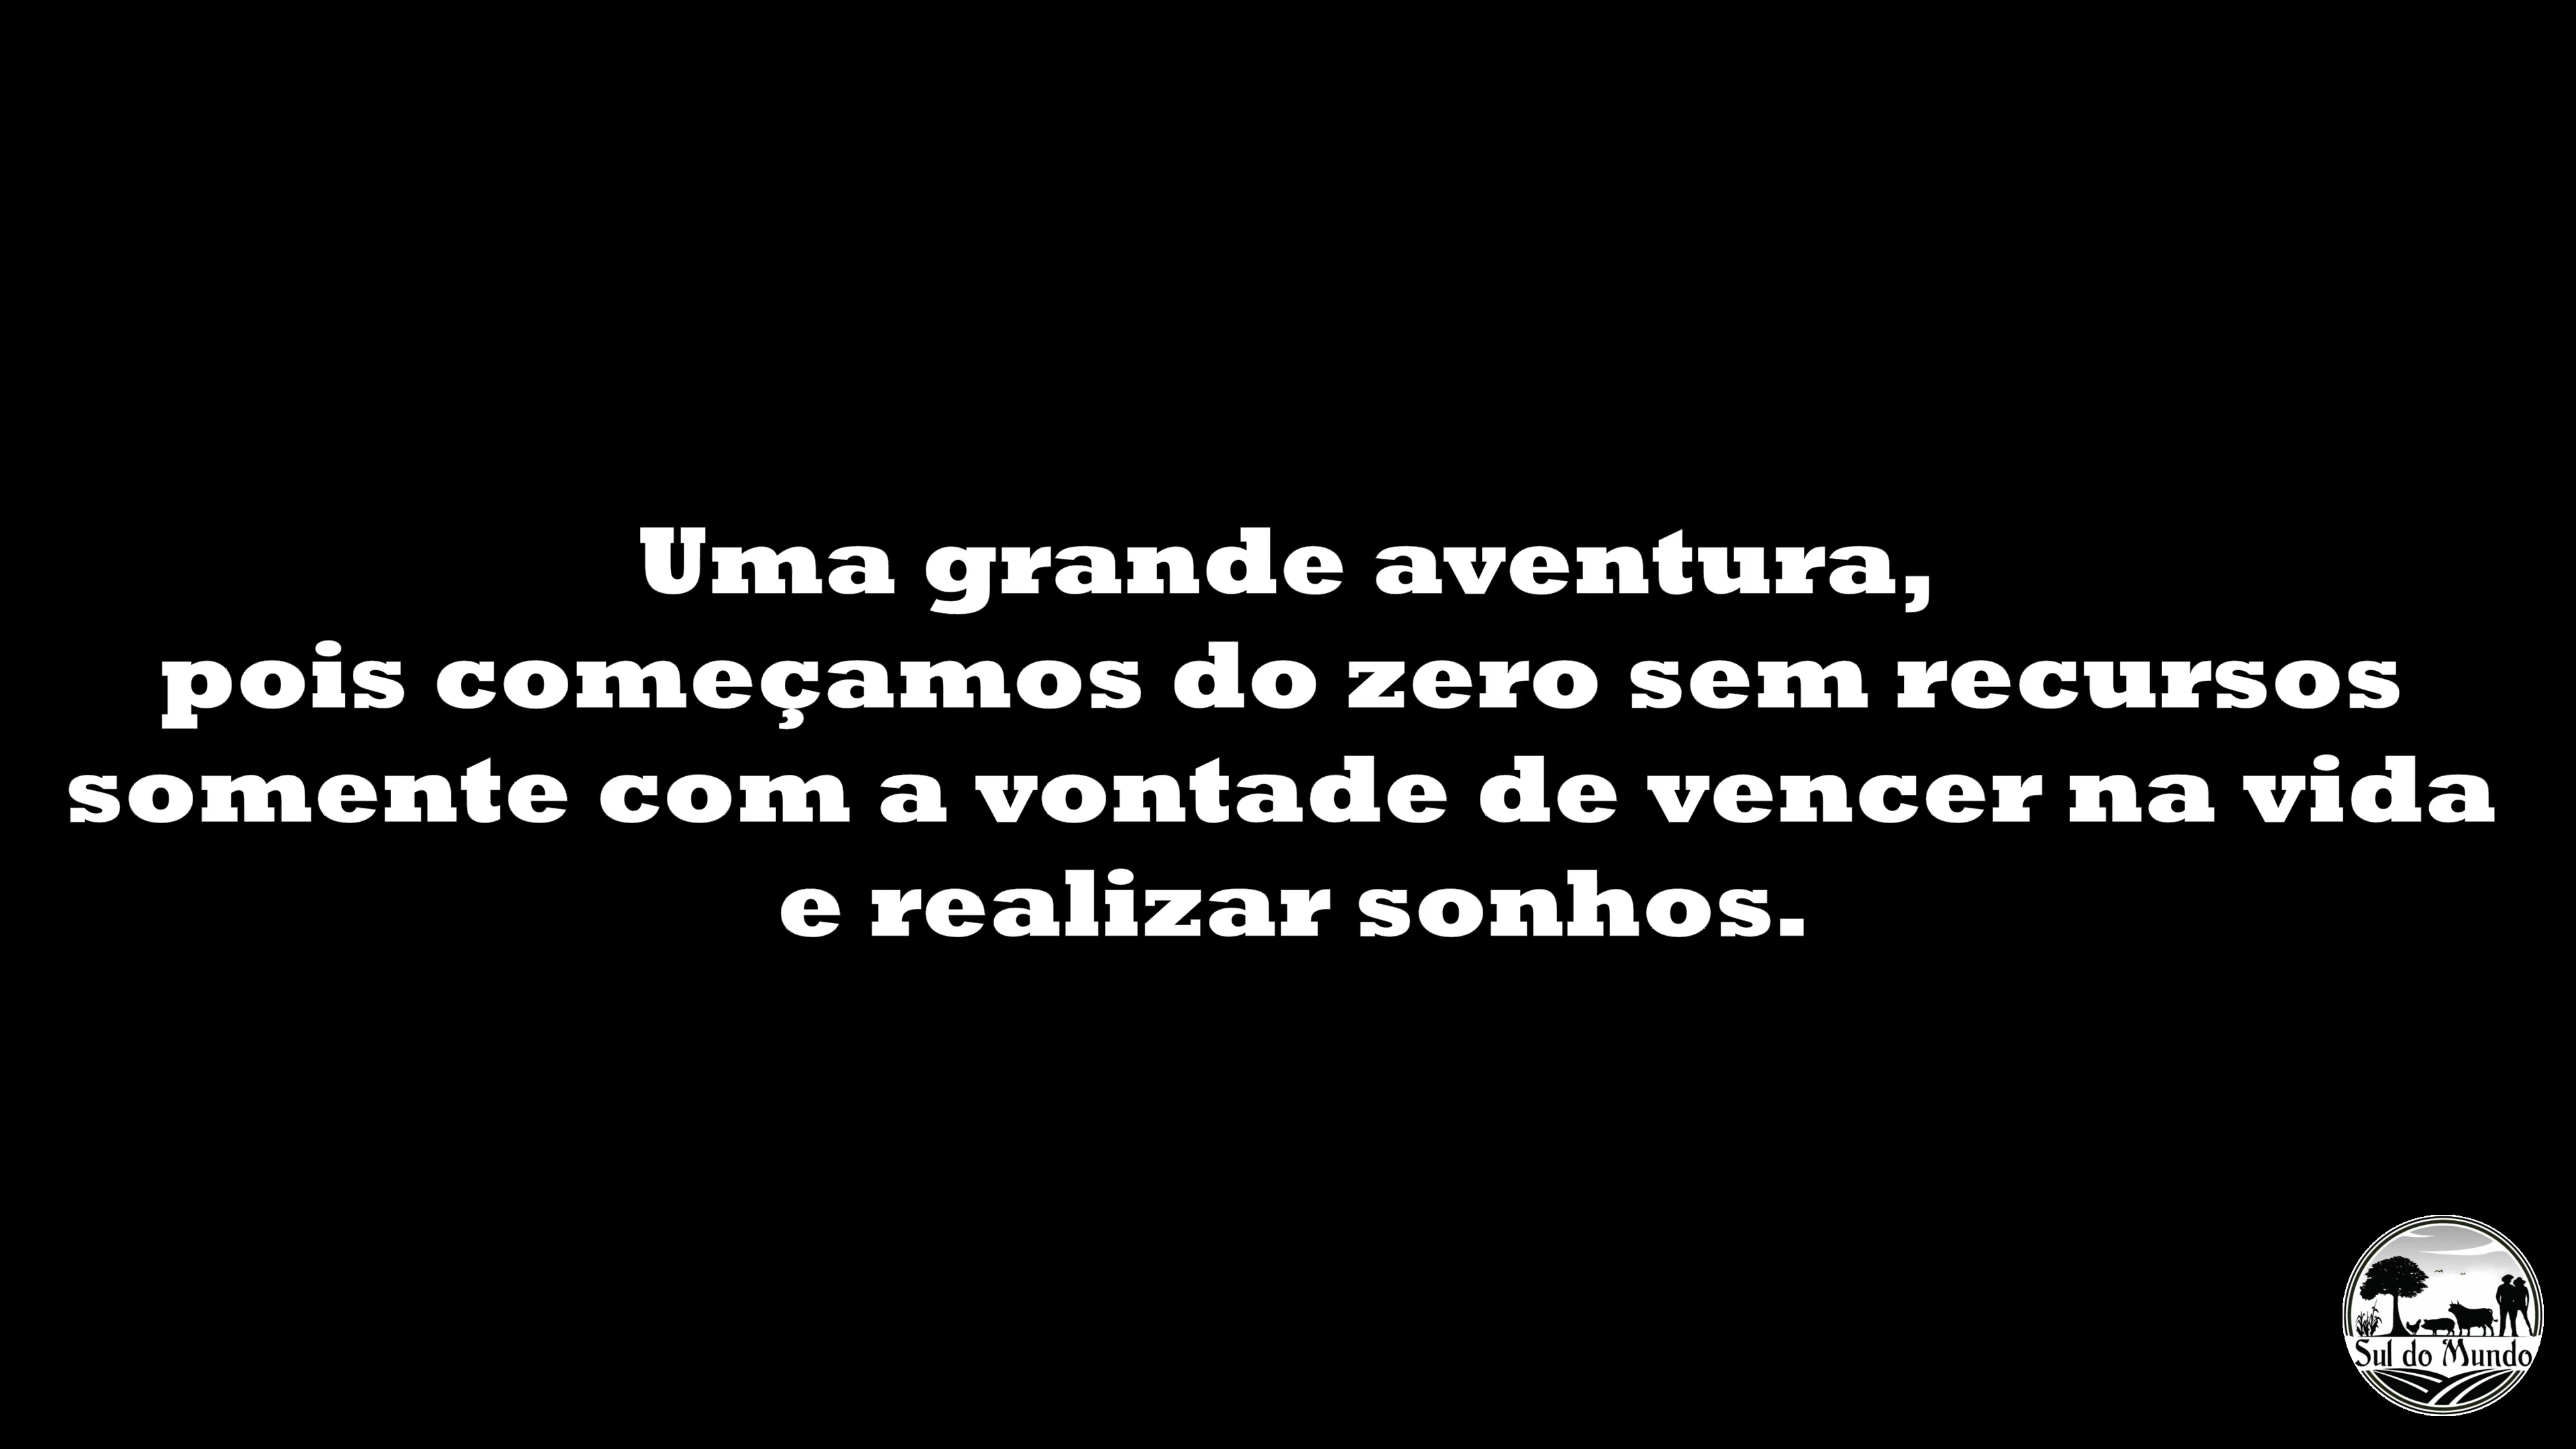 Uma grande aventura,
pois começamos do zero sem recursos
somente com a vontade de vencer na vida
e realizar sonhos.
Sul do Mundo